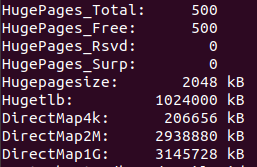 HugePages_Total:     500
HugePages_Free:      500
HugePages_Rsvd:        0
HugePages_Surp:        0
Hugepagesize:       2048 kB
Hugetlb:         1024000 kB
DirectMap4k:      206656 kB
DirectMap2M:     2938880 kB
DirectMap1G:     3145728 kB